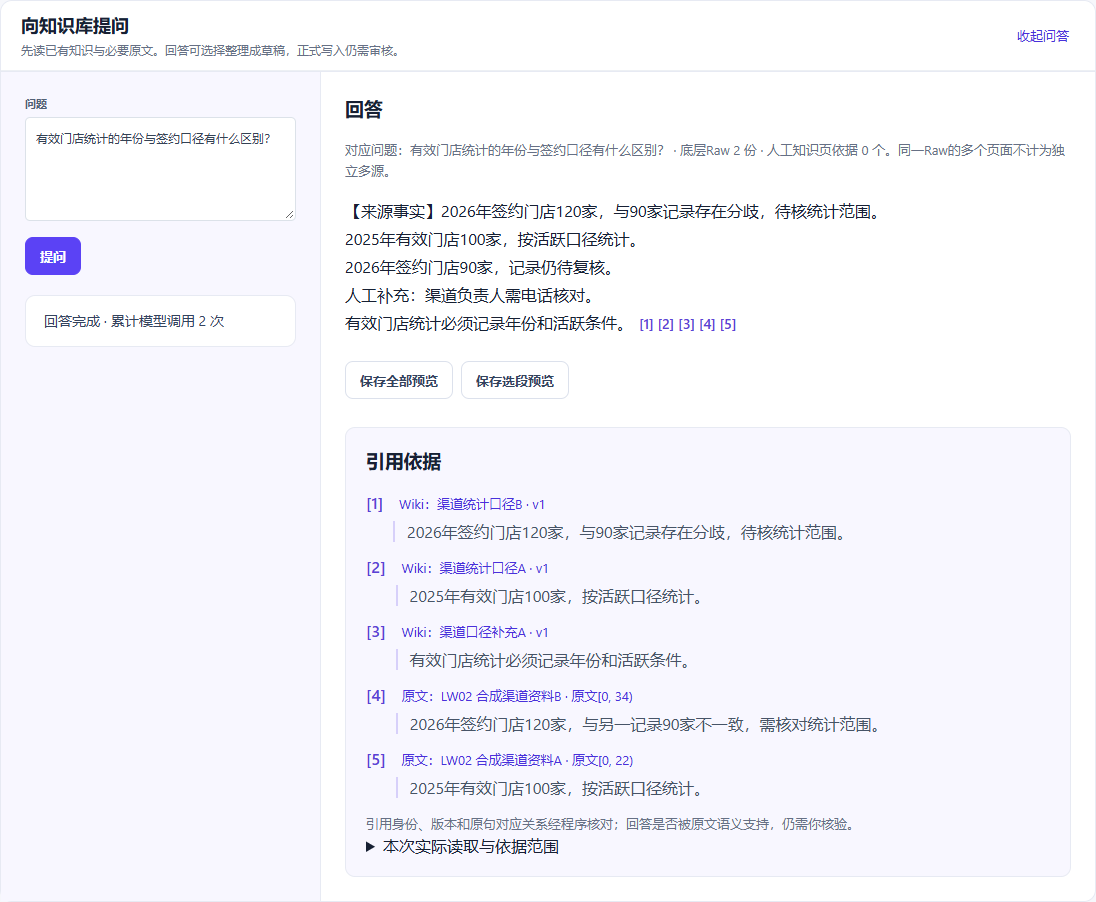 向知识库提问
先读已有知识与必要原文。回答可选择整理成草稿，正式写入仍需审核。
收起问答
问题
有效门店统计的年份与签约口径有什么区别？
提问
回答完成 · 累计模型调用 2 次
回答
对应问题：有效门店统计的年份与签约口径有什么区别？ · 底层Raw 2 份 · 人工知识页依据 0 个。同一Raw的多个页面不计为独
立多源。
【来源事实】2026年签约门店120家，与90家记录存在分歧，待核统计范围。
2025年有效门店100家，按活跃口径统计。
2026年签约门店90家，记录仍待复核。
人工补充：渠道负责人需电话核对。
有效门店统计必须记录年份和活跃条件。 [1] [2] [3] [4] [5]
保存全部预览
保存选段预览
引用依据
[1] Wiki：渠道统计口径B · v1
2026年签约门店120家，与90家记录存在分歧，待核统计范围。
[2] Wiki：渠道统计口径A · v1
2025年有效门店100家，按活跃口径统计。
[3] Wiki：渠道口径补充A · v1
有效门店统计必须记录年份和活跃条件。
[4] 原文：LW02 合成渠道资料B · 原文[0, 34)
2026年签约门店120家，与另一记录90家不一致，需核对统计范围。
[5] 原文：LW02 合成渠道资料A · 原文[0, 22)
2025年有效门店100家，按活跃口径统计。
引用身份、版本和原句对应关系经程序核对；回答是否被原文语义支持，仍需你核验。
▶ 本次实际读取与依据范围